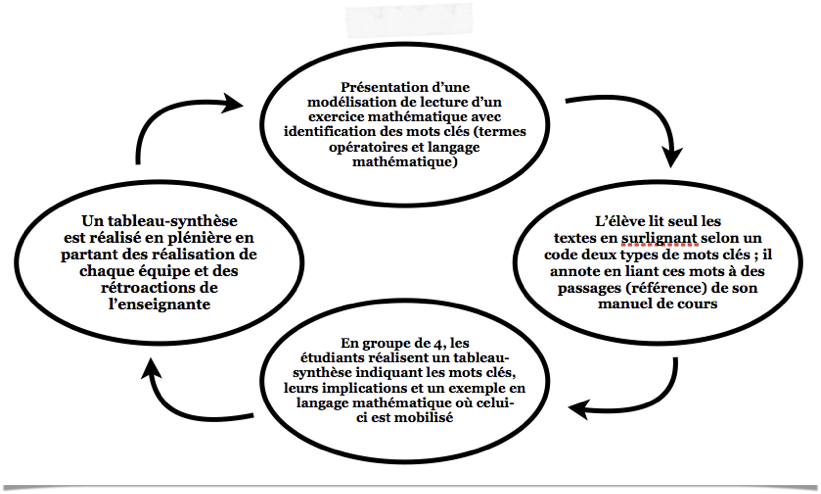 Présentation d’une
modélisation de lecture d’un
exercice mathématique avec
identification des mots clés (termes
opératoires et langage
mathématique)
L’élève lit seul les
textes en surlignant selon un
code deux types de mots clés ; il
annote en liant ces mots à des
passages (référence) de son
manuel de cours
En groupe de 4, les
étudiants réalisent un tableau-
synthèse indiquant les mots clés,
leurs implications et un exemple en
langage mathématique où celui-
ci est mobilisé
Un tableau-synthèse
est réalisé en plénière en
partant des réalisation de
chaque équipe et des
rétroactions de
l’enseignante